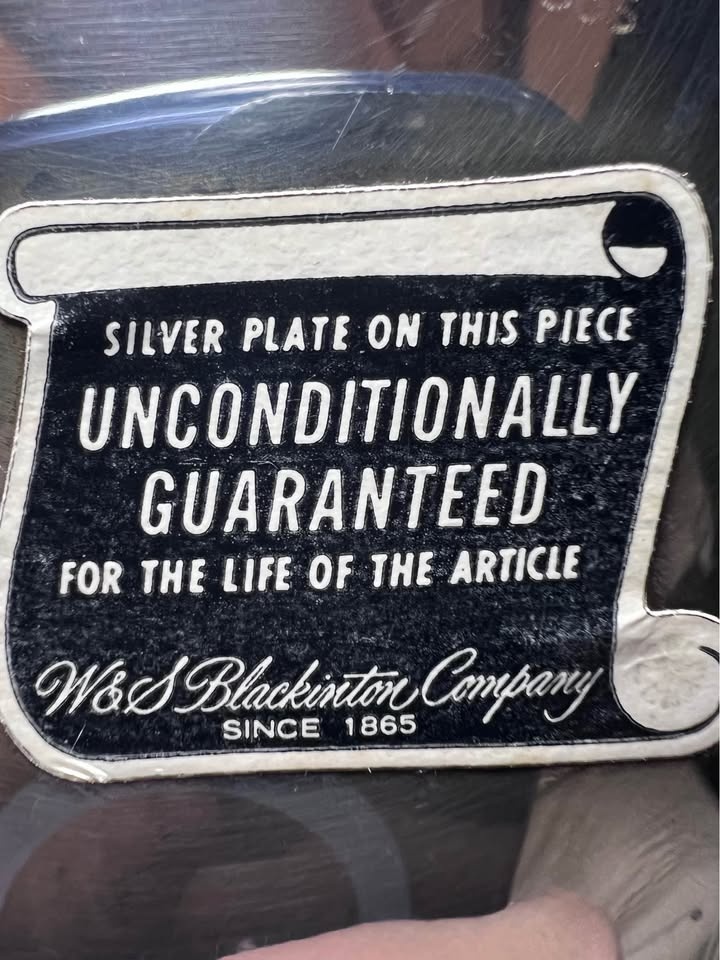 SILVER PLATE ON THIS PIECE
UNCONDITIONALLY
GUARANTEED
FOR THE LIFE OF THE ARTICLE
W & S Blackinton Company
SINCE 1865